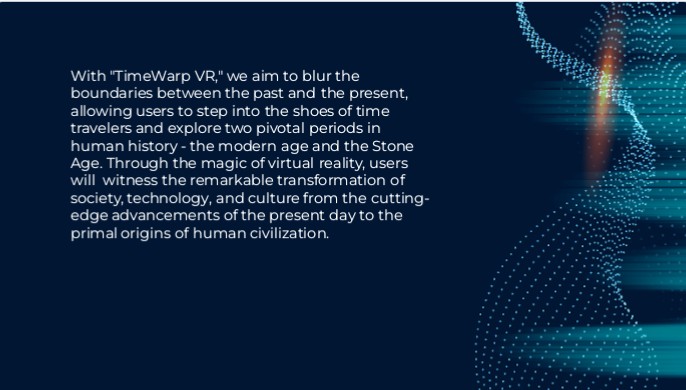 With "TimeWarp VR," we aim to blur the
boundaries between the past and the present,
allowing users to step into the shoes of time
travelers and explore two pivotal periods in
human history - the modern age and the Stone
Age. Through the magic of virtual reality, users
will  witness the remarkable transformation of
society, technology, and culture from the cutting-
edge advancements of the present day to the
primal origins of human civilization.